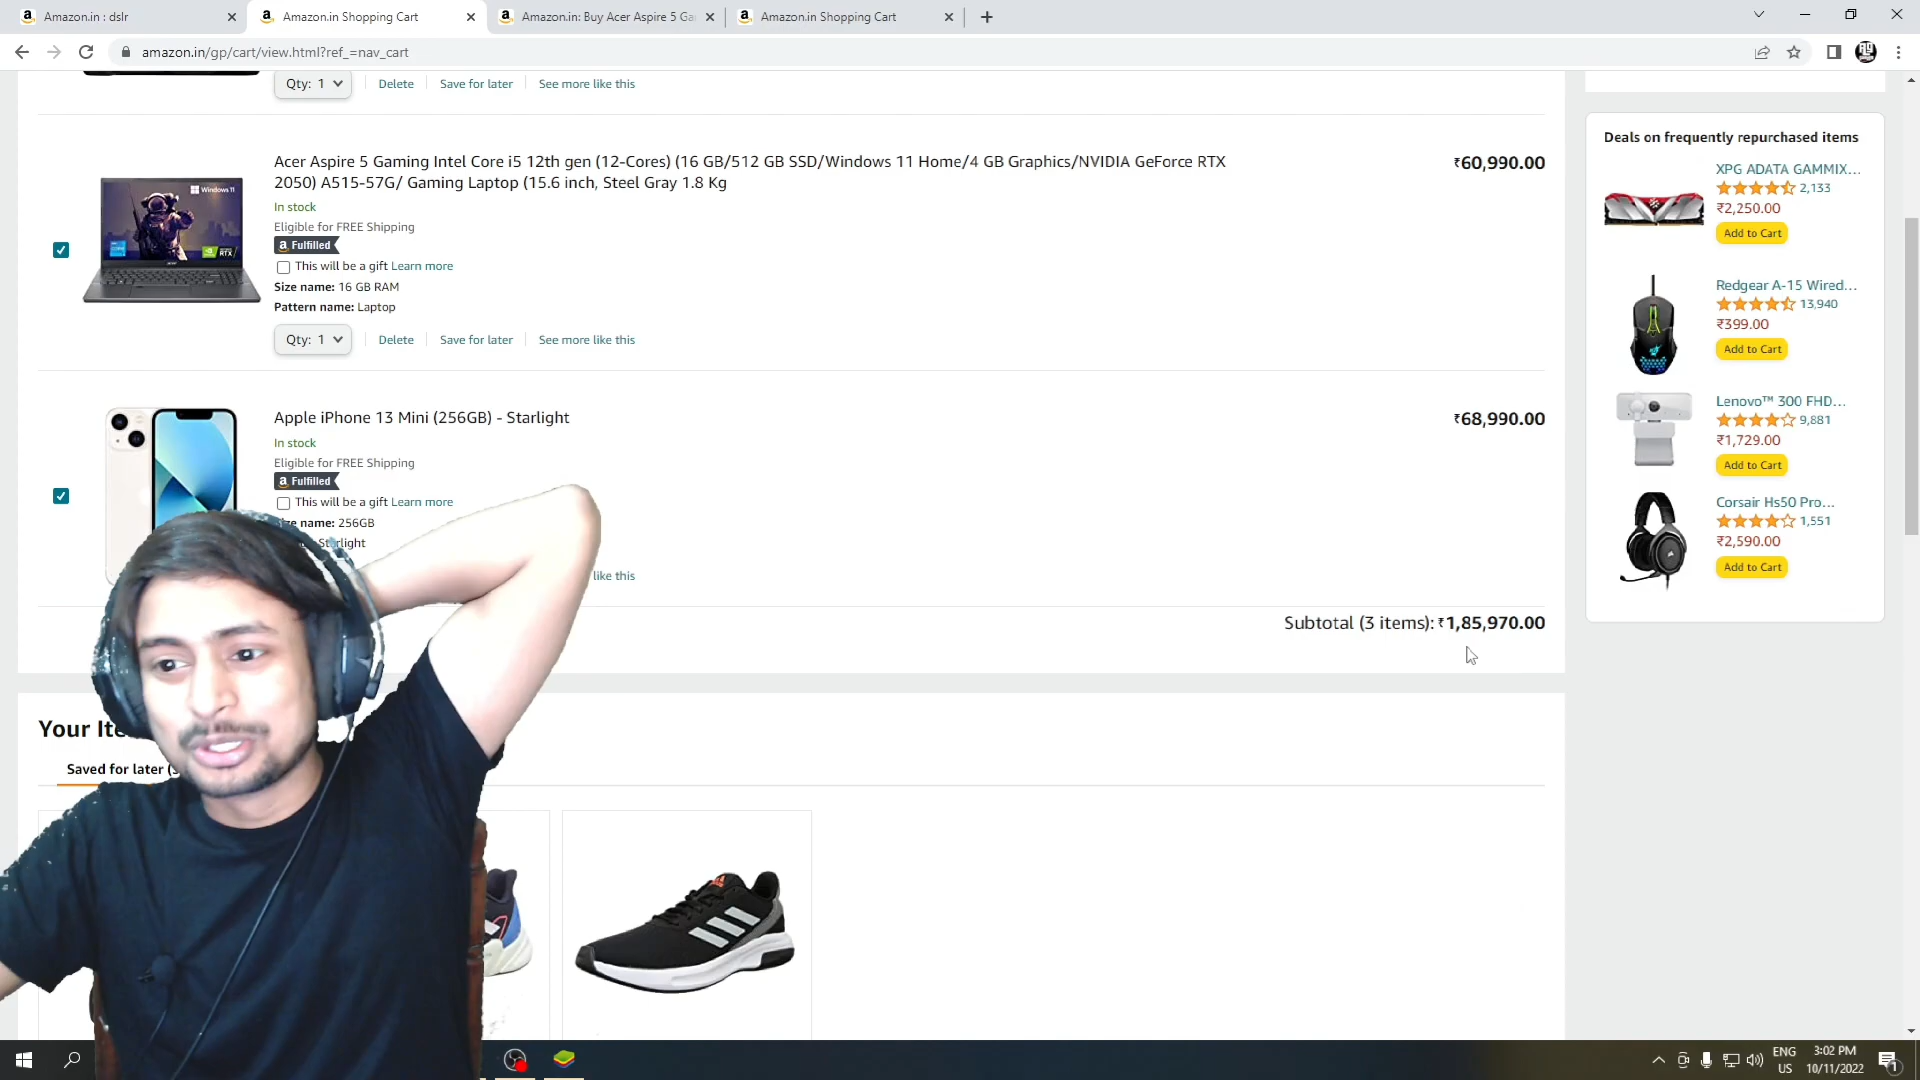 Amazon.in : dslr
Amazon.in Shopping Cart
Amazon.in: Buy Acer Aspire 5 Ga
Amazon.in Shopping Cart
amazon.in/gp/cart/view.html?ref_=nav_cart
Qty: 1
Delete
Save for later
See more like this
Acer Aspire 5 Gaming Intel Core i5 12th gen (12-Cores) (16 GB/512 GB SSD/Windows 11 Home/4 GB Graphics/NVIDIA GeForce RTX
2050) A515-57G/ Gaming Laptop (15.6 inch, Steel Gray 1.8 Kg
₹60,990.00
Windows 11
RTX
In stock
Eligible for FREE Shipping
a Fulfilled
This will be a gift Learn more
Size name: 16 GB RAM
Pattern name: Laptop
Qty: 1
Delete
Save for later
See more like this
Apple iPhone 13 Mini (256GB) - Starlight
₹68,990.00
In stock
Eligible for FREE Shipping
a Fulfilled
This will be a gift Learn more
name: 256GB
Starlight
like this
Subtotal (3 items): ₹1,85,970.00
Your Ite
Saved for later
Deals on frequently repurchased items
XPG ADATA GAMMIX…
2,133
₹2,250.00
Add to Cart
Redgear A-15 Wired…
13,940
₹399.00
Add to Cart
Lenovo™ 300 FHD…
9,881
₹1,729.00
Add to Cart
Corsair Hs50 Pro…
1,551
₹2,590.00
Add to Cart
ENG
US
3:02 PM
10/11/2022
1